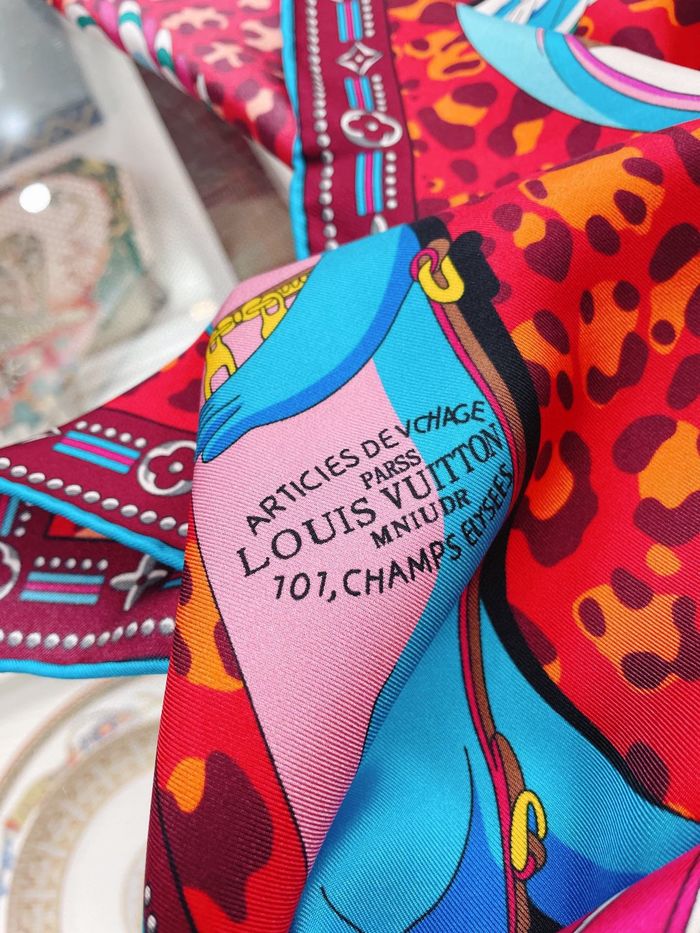 ARTICIES DE VCHAGE
PARSS
LOUIS VUITTON
MNIUDR
101, CHAMPS ELYSEES